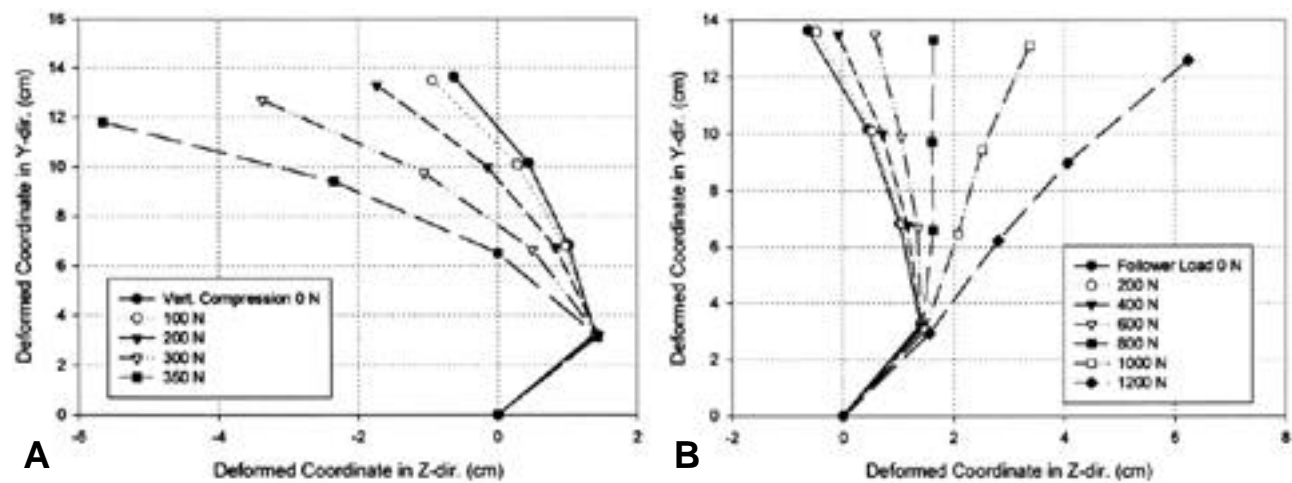 16
14
12
10
8
6
4
2
0
Deformed Coordinate in Y-dir. (cm)
Vert. Compression 0 N
100 N
200 N
300 N
350 N
-6 -4 -2 0 2
Deformed Coordinate in Z-dir. (cm)
A
14
12
10
8
6
4
2
0
Deformed Coordinate in Y-dir. (cm)
Follower Load 0 N
200 N
400 N
600 N
800 N
1000 N
1200 N
-2 0 2 4 6 8
Deformed Coordinate in Z-dir. (cm)
B